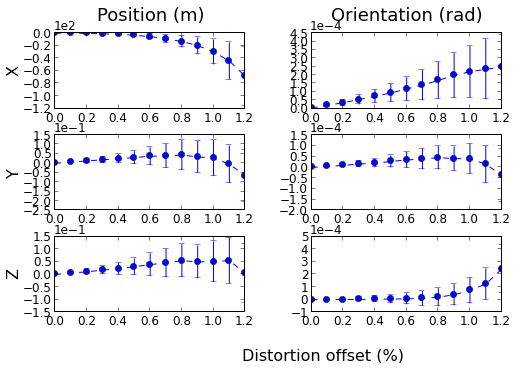 Position (m)
Orientation (rad)
1e2
1e−4
0.0
−0.2
−0.4
−0.6
−0.8
−1.0
−1.2
X
0.0 0.2 0.4 0.6 0.8 1.0 1.2
4.5
4.0
3.5
3.0
2.5
2.0
1.5
1.0
0.5
0.0
0.0 0.2 0.4 0.6 0.8 1.0 1.2
1e−1
1e−4
1.5
1.0
0.5
0.0
−0.5
−1.0
−1.5
−2.0
−2.5
Y
0.0 0.2 0.4 0.6 0.8 1.0 1.2
1.5
1.0
0.5
0.0
−0.5
−1.0
−1.5
−2.0
0.0 0.2 0.4 0.6 0.8 1.0 1.2
1e−1
1e−4
1.5
1.0
0.5
0.0
−0.5
−1.0
−1.5
Z
0.0 0.2 0.4 0.6 0.8 1.0 1.2
5
4
3
2
1
0
−1
0.0 0.2 0.4 0.6 0.8 1.0 1.2
Distortion offset (%)